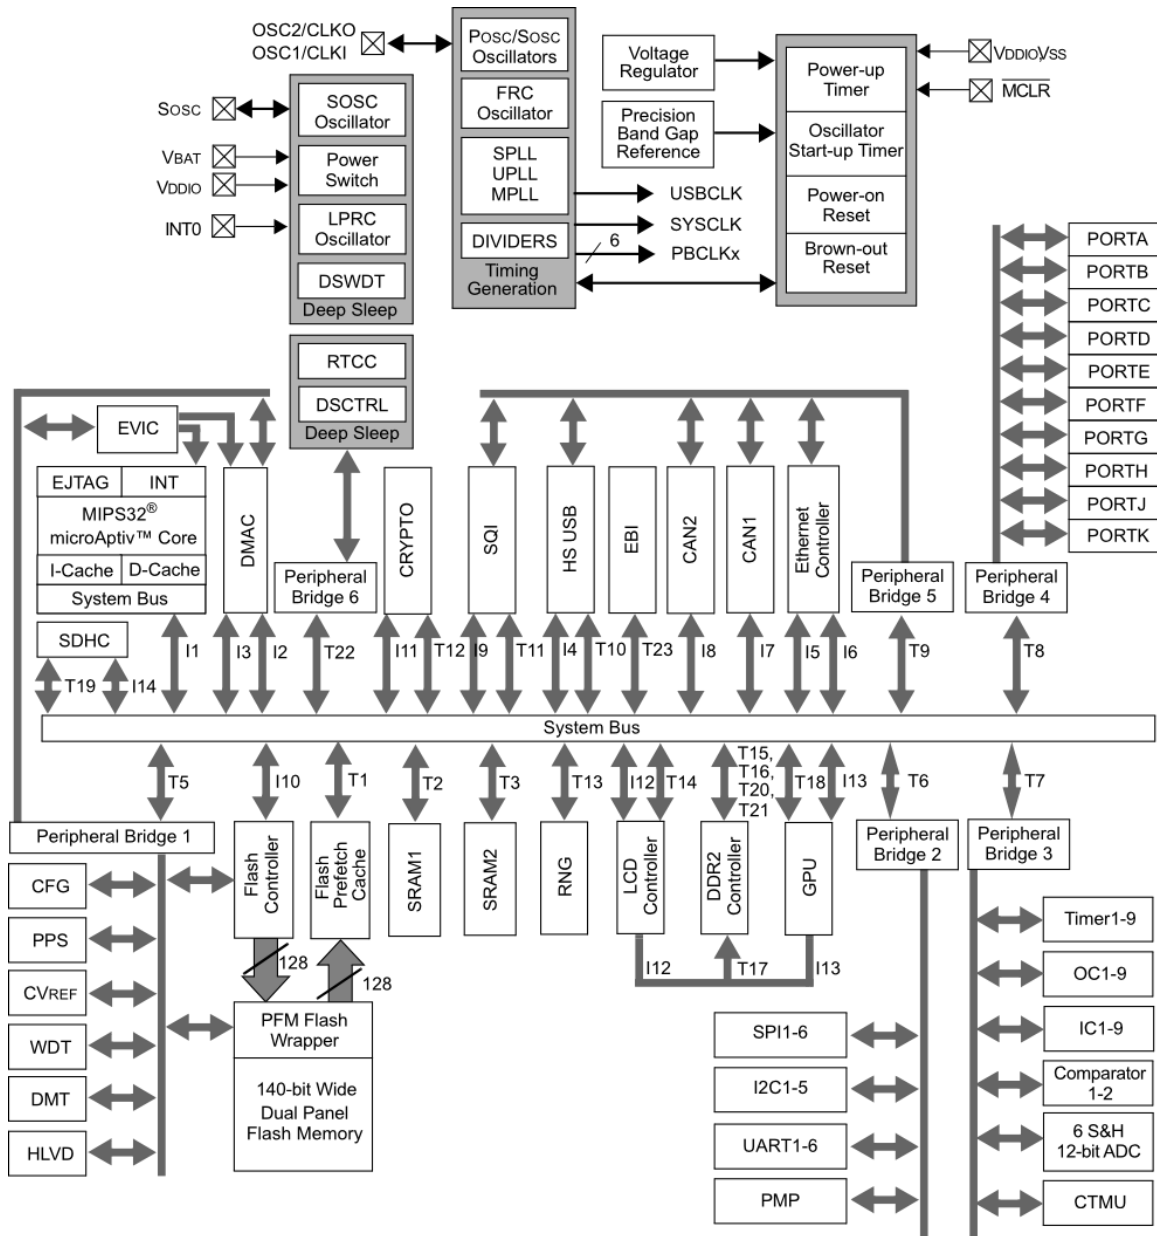 OSC2/CLKO
OSC1/CLKI
POSC/SOSC
Oscillators
Voltage
Regulator
Power-up
Timer
VDDIO,VSS
MCLR
SOSC
SOSC
Oscillator
FRC
Oscillator
Precision
Band Gap
Reference
Oscillator
Start-up Timer
VBAT
VDDIO
Power
Switch
SPLL
UPLL
MPLL
USBCLK
Power-on
Reset
INT0
LPRC
Oscillator
SYSCLK
DIVIDERS
6
PBCLKx
Brown-out
Reset
DSWDT
Deep Sleep
Timing
Generation
PORTA
PORTB
PORTC
PORTD
PORTE
PORTF
PORTG
PORTH
PORTJ
PORTK
RTCC
DSCTRL
Deep Sleep
EVIC
EJTAG
INT
MIPS32®
microAptiv™ Core
I-Cache
D-Cache
System Bus
DMAC
Peripheral
Bridge 6
CRYPTO
SQI
HS USB
EBI
CAN2
CAN1
Ethernet
Controller
Peripheral
Bridge 5
Peripheral
Bridge 4
SDHC
T19
I14
I1
I3
I2
T22
I11
T12
I9
T11
I4
T10
T23
I8
I7
I5
I6
T9
T8
System Bus
T5
I10
T1
T2
T3
T13
I12
T14
T15,
T16,
T20,
T21
T18
I13
T6
T7
Peripheral Bridge 1
Flash
Controller
Flash
Prefetch
Cache
SRAM1
SRAM2
RNG
LCD
Controller
DDR2
Controller
GPU
Peripheral
Bridge 2
Peripheral
Bridge 3
CFG
PPS
CVREF
WDT
DMT
HLVD
128
128
I12
T17
I13
PFM Flash
Wrapper
140-bit Wide
Dual Panel
Flash Memory
SPI1-6
I2C1-5
UART1-6
PMP
Timer1-9
OC1-9
IC1-9
Comparator
1-2
6 S&H
12-bit ADC
CTMU